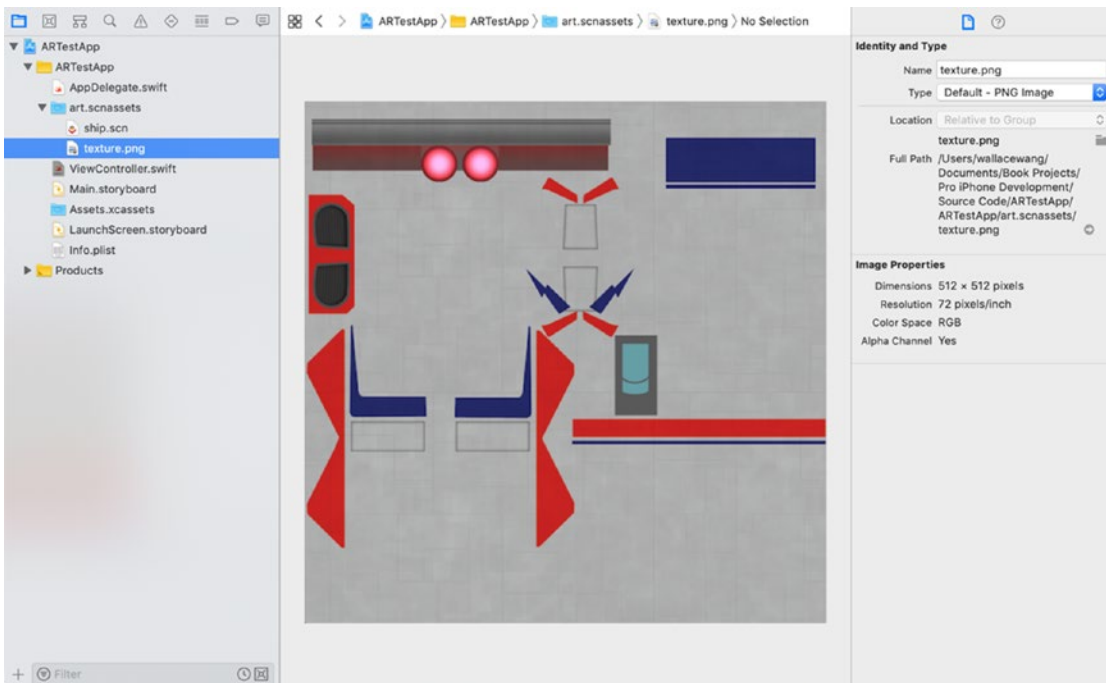 ARTestApp
ARTestApp
AppDelegate.swift
art.scnassets
ship.scn
texture.png
ViewController.swift
Main.storyboard
Assets.xcassets
LaunchScreen.storyboard
Info.plist
Products
Filter
ARTestApp ARTestApp art.scnassets texture.png No Selection
Identity and Type
Name texture.png
Type Default - PNG Image
Location Relative to Group
texture.png
Full Path /Users/wallacewang/
Documents/Book Projects/
Pro iPhone Development/
Source Code/ARTestApp/
ARTestApp/art.scnassets/
texture.png
Image Properties
Dimensions 512 × 512 pixels
Resolution 72 pixels/inch
Color Space RGB
Alpha Channel Yes